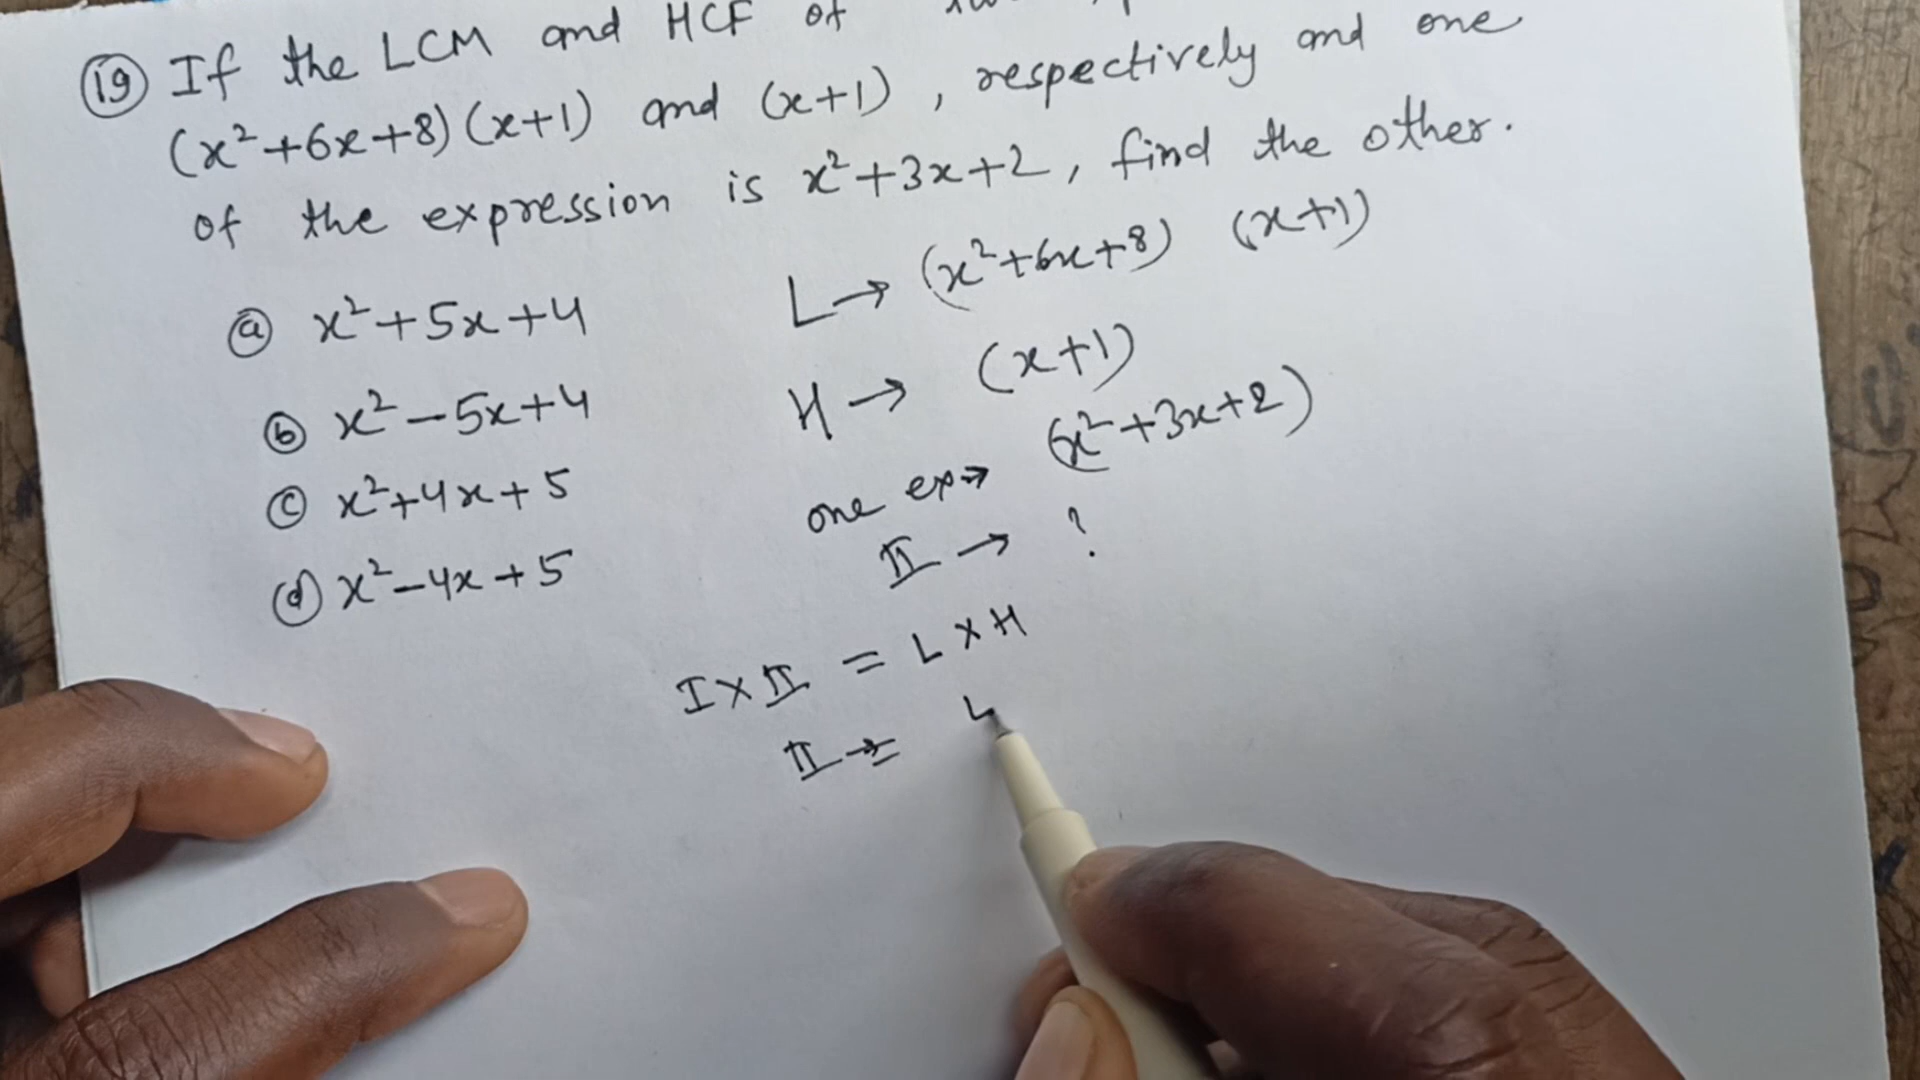 (19) If the LCM and HCF of
(x²+6x+8)(x+1) and (x+1), respectively and one
of the expression is x²+3x+2, find the other.
(a) x²+5x+4
(b) x²-5x+4
(c) x²+4x+5
(d) x²-4x+5
L→ (x²+6x+8) (x+1)
H→ (x+1)
one exp→ (x²+3x+2)
II → ?
I×II = L×H
II → = L